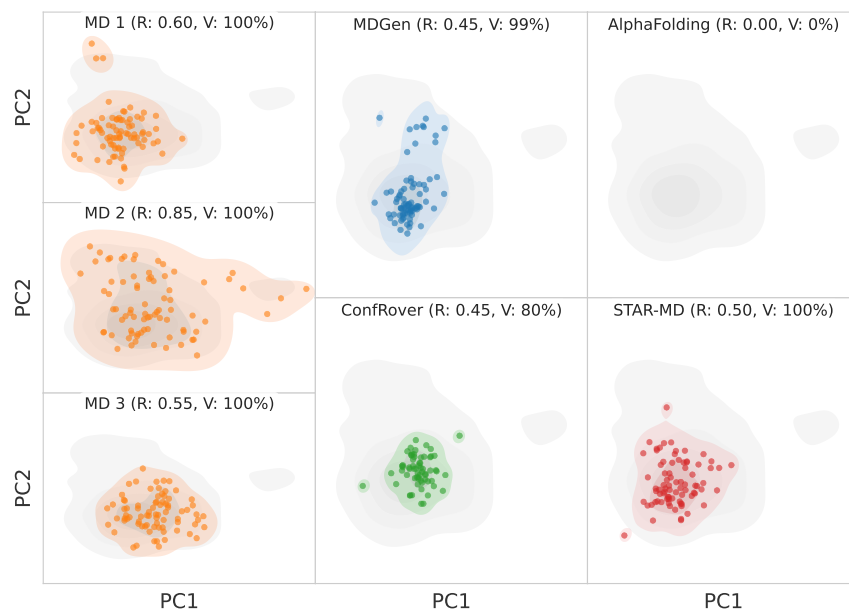 MD 1 (R: 0.60, V: 100%)
MDGen (R: 0.45, V: 99%)
AlphaFolding (R: 0.00, V: 0%)
PC2
MD 2 (R: 0.85, V: 100%)
PC2
ConfRover (R: 0.45, V: 80%)
STAR-MD (R: 0.50, V: 100%)
MD 3 (R: 0.55, V: 100%)
PC2
PC1
PC1
PC1